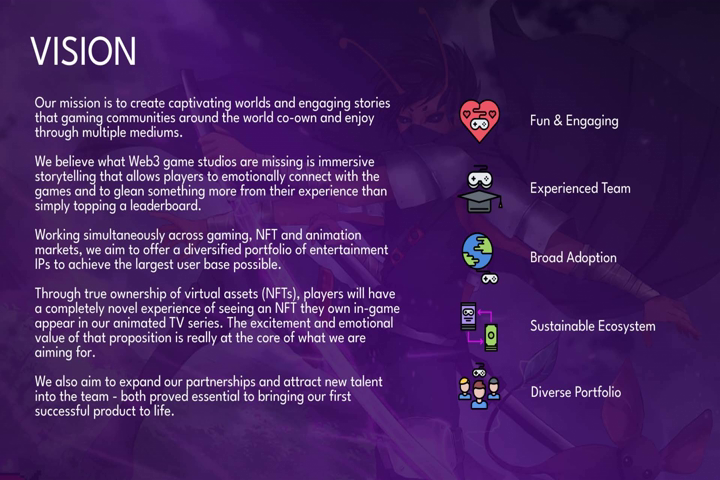 VISION
Our mission is to create captivating worlds and engaging stories
that gaming communities around the world co-own and enjoy
through multiple mediums.
We believe what Web3 game studios are missing is immersive
storytelling that allows players to emotionally connect with the
games and to glean something more from their experience than
simply topping a leaderboard.
Working simultaneously across gaming, NFT and animation
markets, we aim to offer a diversified portfolio of entertainment
IPs to achieve the largest user base possible.
Through true ownership of virtual assets (NFTs), players will have
a completely novel experience of seeing an NFT they own in-game
appear in our animated TV series. The excitement and emotional
value of that proposition is really at the core of what we are
aiming for.
We also aim to expand our partnerships and attract new talent
into the team - both proved essential to bringing our first
successful product to life.
Fun & Engaging
Experienced Team
Broad Adoption
Sustainable Ecosystem
Diverse Portfolio